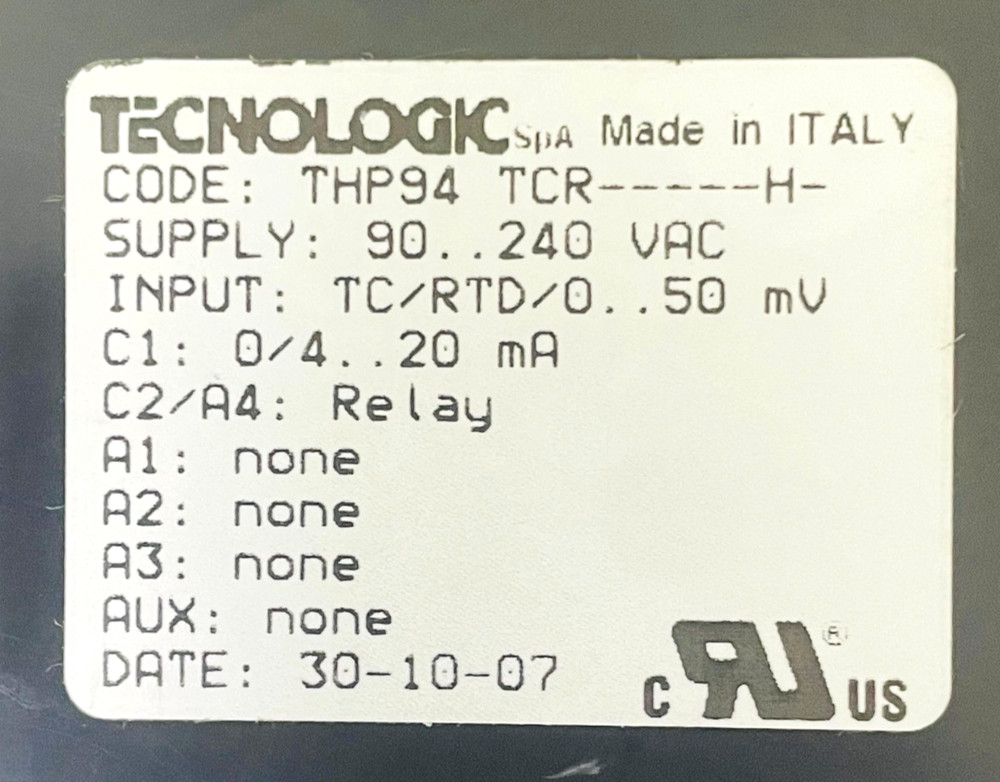 TECNOLOGIC SpA Made in ITALY
CODE: THP94 TCR-----H-
SUPPLY: 90..240 VAC
INPUT: TC/RTD/0..50 mV
C1: 0/4..20 mA
C2/A4: Relay
A1: none
A2: none
A3: none
AUX: none
DATE: 30-10-07
C RU® US